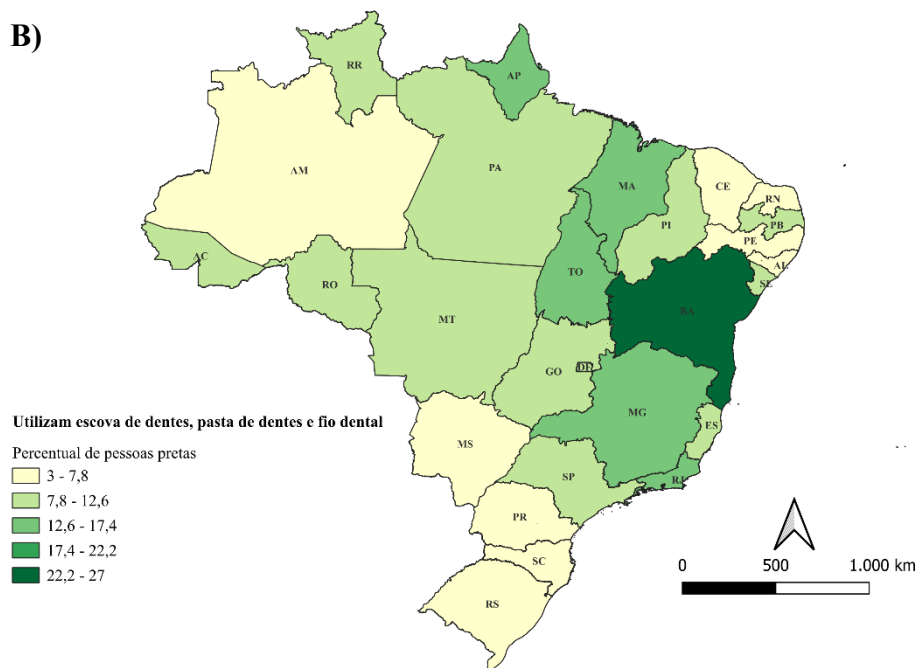 B)
RR
AP
AM
PA
MA
CE
RN
PB
PI
PE
AL
SE
AC
TO
RO
BA
MT
GO
DF
MG
ES
MS
SP
RJ
PR
SC
RS
Utilizam escova de dentes, pasta de dentes e fio dental
Percentual de pessoas pretas
3 - 7,8
7,8 - 12,6
12,6 - 17,4
17,4 - 22,2
22,2 - 27
0 500 1.000 km